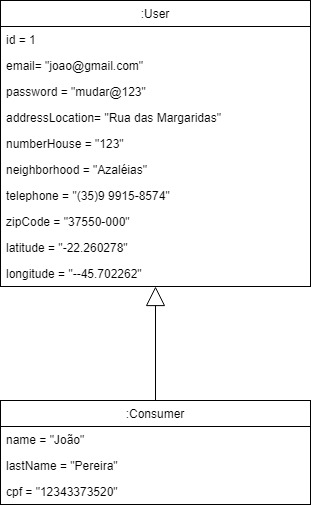 :User
id = 1
email= "joao@gmail.com"
password = "mudar@123"
addressLocation= "Rua das Margaridas"
numberHouse = "123"
neighborhood = "Azaléias"
telephone = "(35)9 9915-8574"
zipCode = "37550-000"
latitude = "-22.260278"
longitude = "--45.702262"
:Consumer
name = "João"
lastName = "Pereira"
cpf = "12343373520"